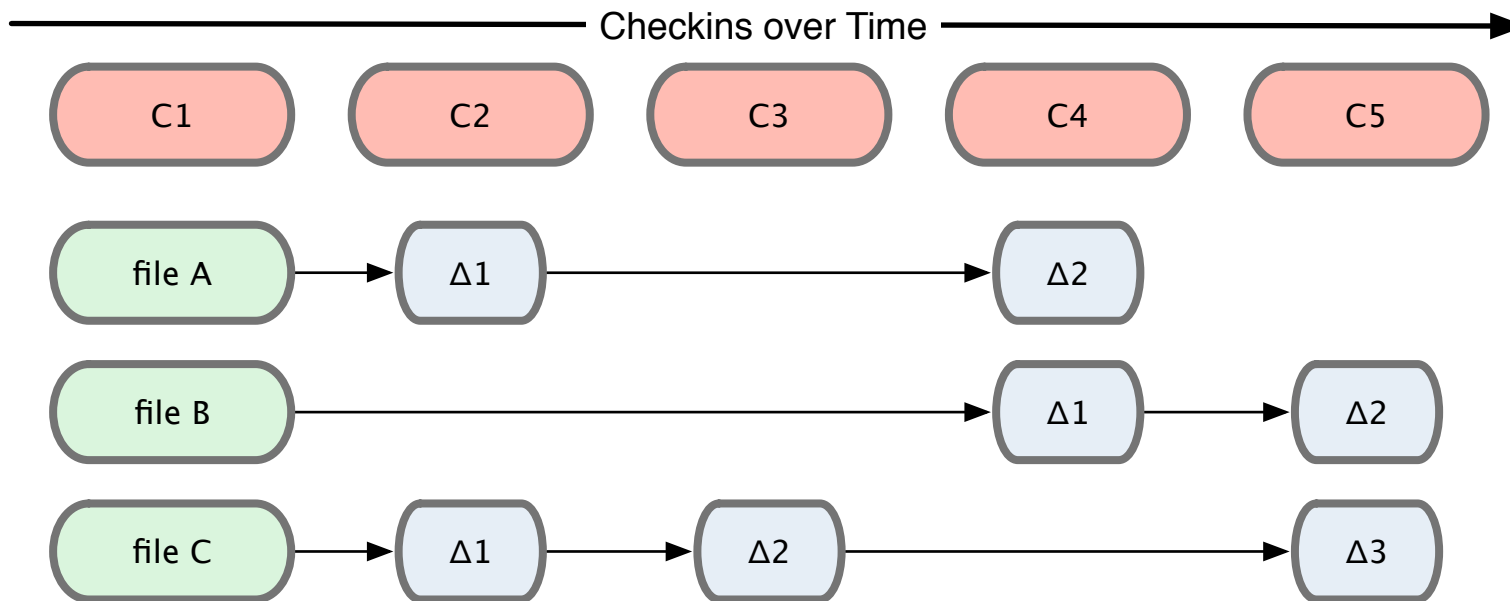 Checkins over Time
C1 C2 C3 C4 C5
file A Δ1 Δ2
file B Δ1 Δ2
file C Δ1 Δ2 Δ3